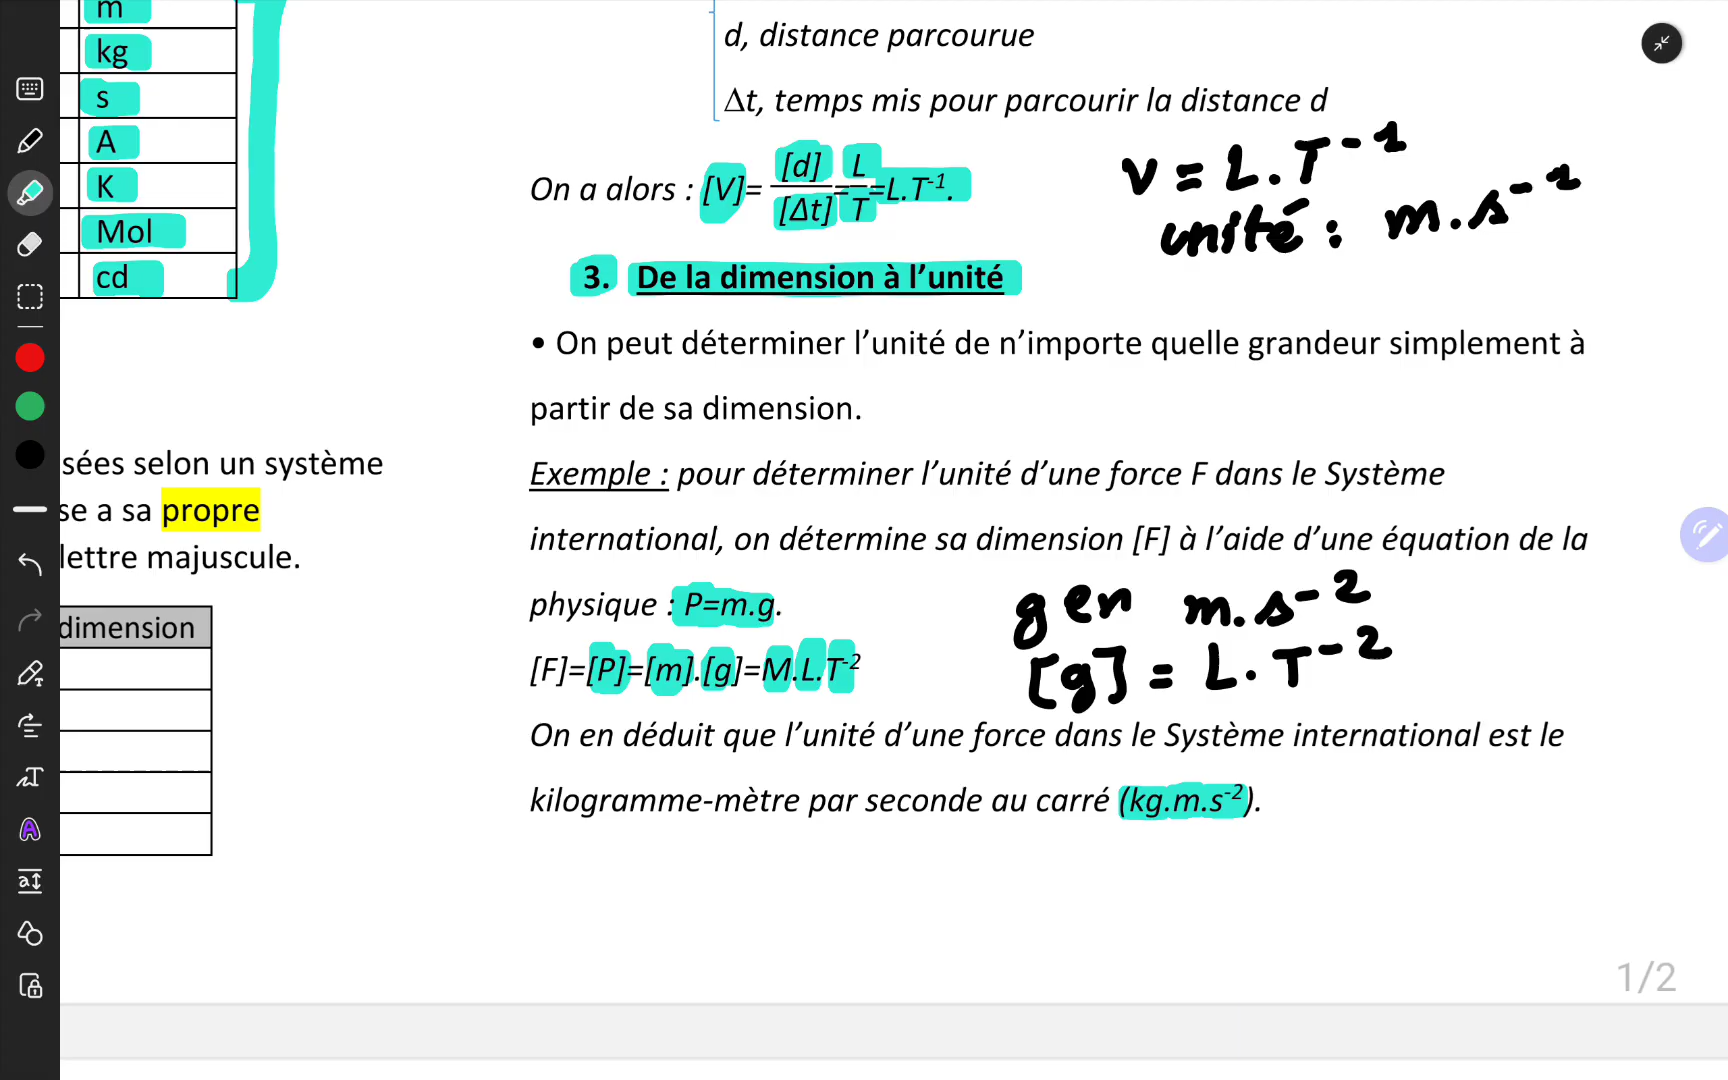 m
kg
s
A
K
Mol
cd
sées selon un système
se a sa propre
lettre majuscule.
dimension
d, distance parcourue
Δt, temps mis pour parcourir la distance d
On a alors : [V]= [d]/[Δt]=L/T=L.T⁻¹.
v = L.T⁻¹
unité : m.s⁻¹
3. De la dimension à l’unité
• On peut déterminer l’unité de n’importe quelle grandeur simplement à
partir de sa dimension.
Exemple : pour déterminer l’unité d’une force F dans le Système
international, on détermine sa dimension [F] à l’aide d’une équation de la
physique : P=m.g.
g en m.s⁻²
[F]=[P]=[m].[g]=M.L.T⁻²
[g] = L.T⁻²
On en déduit que l’unité d’une force dans le Système international est le
kilogramme-mètre par seconde au carré (kg.m.s⁻²).
1/2